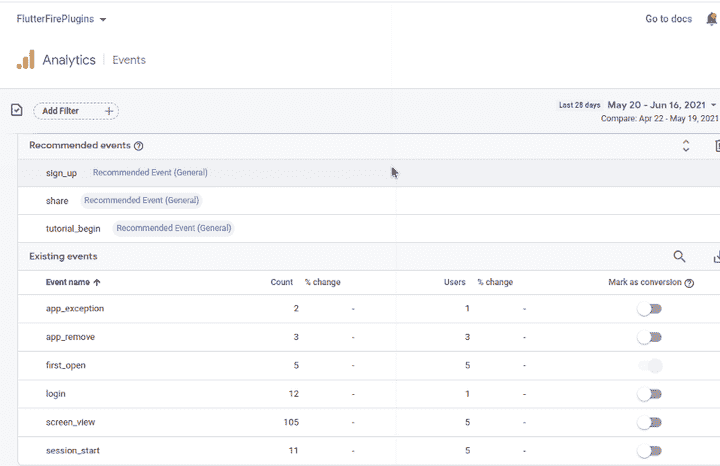 FlutterFirePlugins Go to docs
Analytics Events
Add Filter + Last 28 days May 20 - Jun 16, 2021
Compare: Apr 22 - May 19, 2021
Recommended events
sign_up Recommended Event (General)
share Recommended Event (General)
tutorial_begin Recommended Event (General)
Existing events
Event name ↑ Count % change Users % change Mark as conversion
app_exception 2 - 1 -
app_remove 3 - 3 -
first_open 5 - 5 -
login 12 - 1 -
screen_view 105 - 5 -
session_start 11 - 5 -